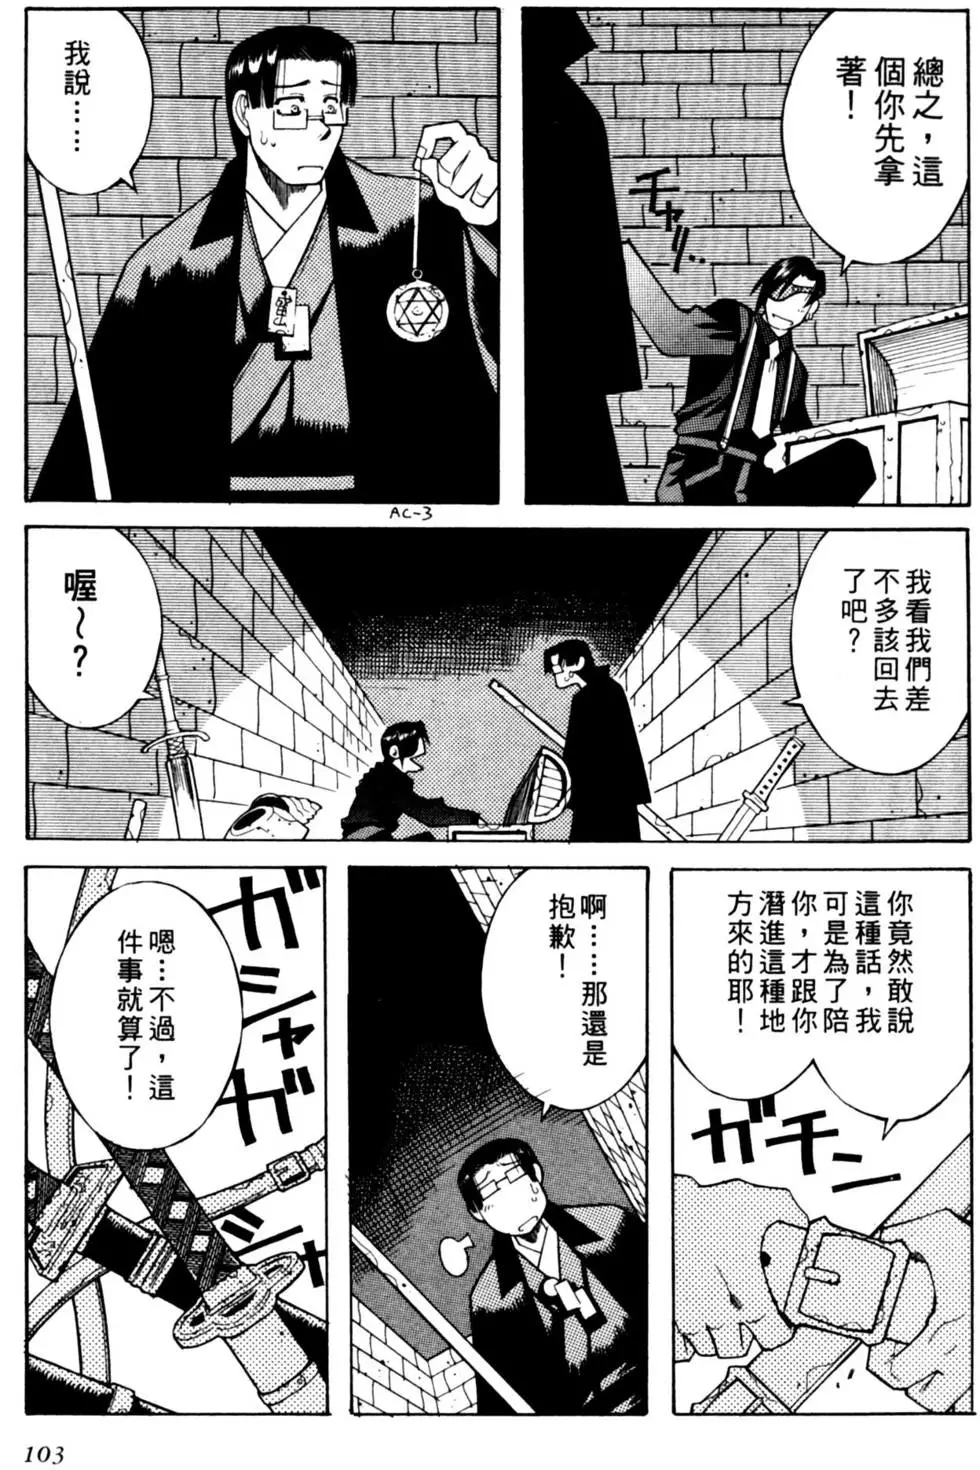 總之，這
個你先拿
著！
チャリ…
我說……
AC-3
我看我們差
不多該回去
了吧？
喔～？
你竟然敢說
這種話，我
可是為了陪
你，才跟你
潛進這種地
方來的耶！
ガチン
啊……那還是
抱歉！
嗯…不過，這
件事就算了！
ガシャガシャ
103